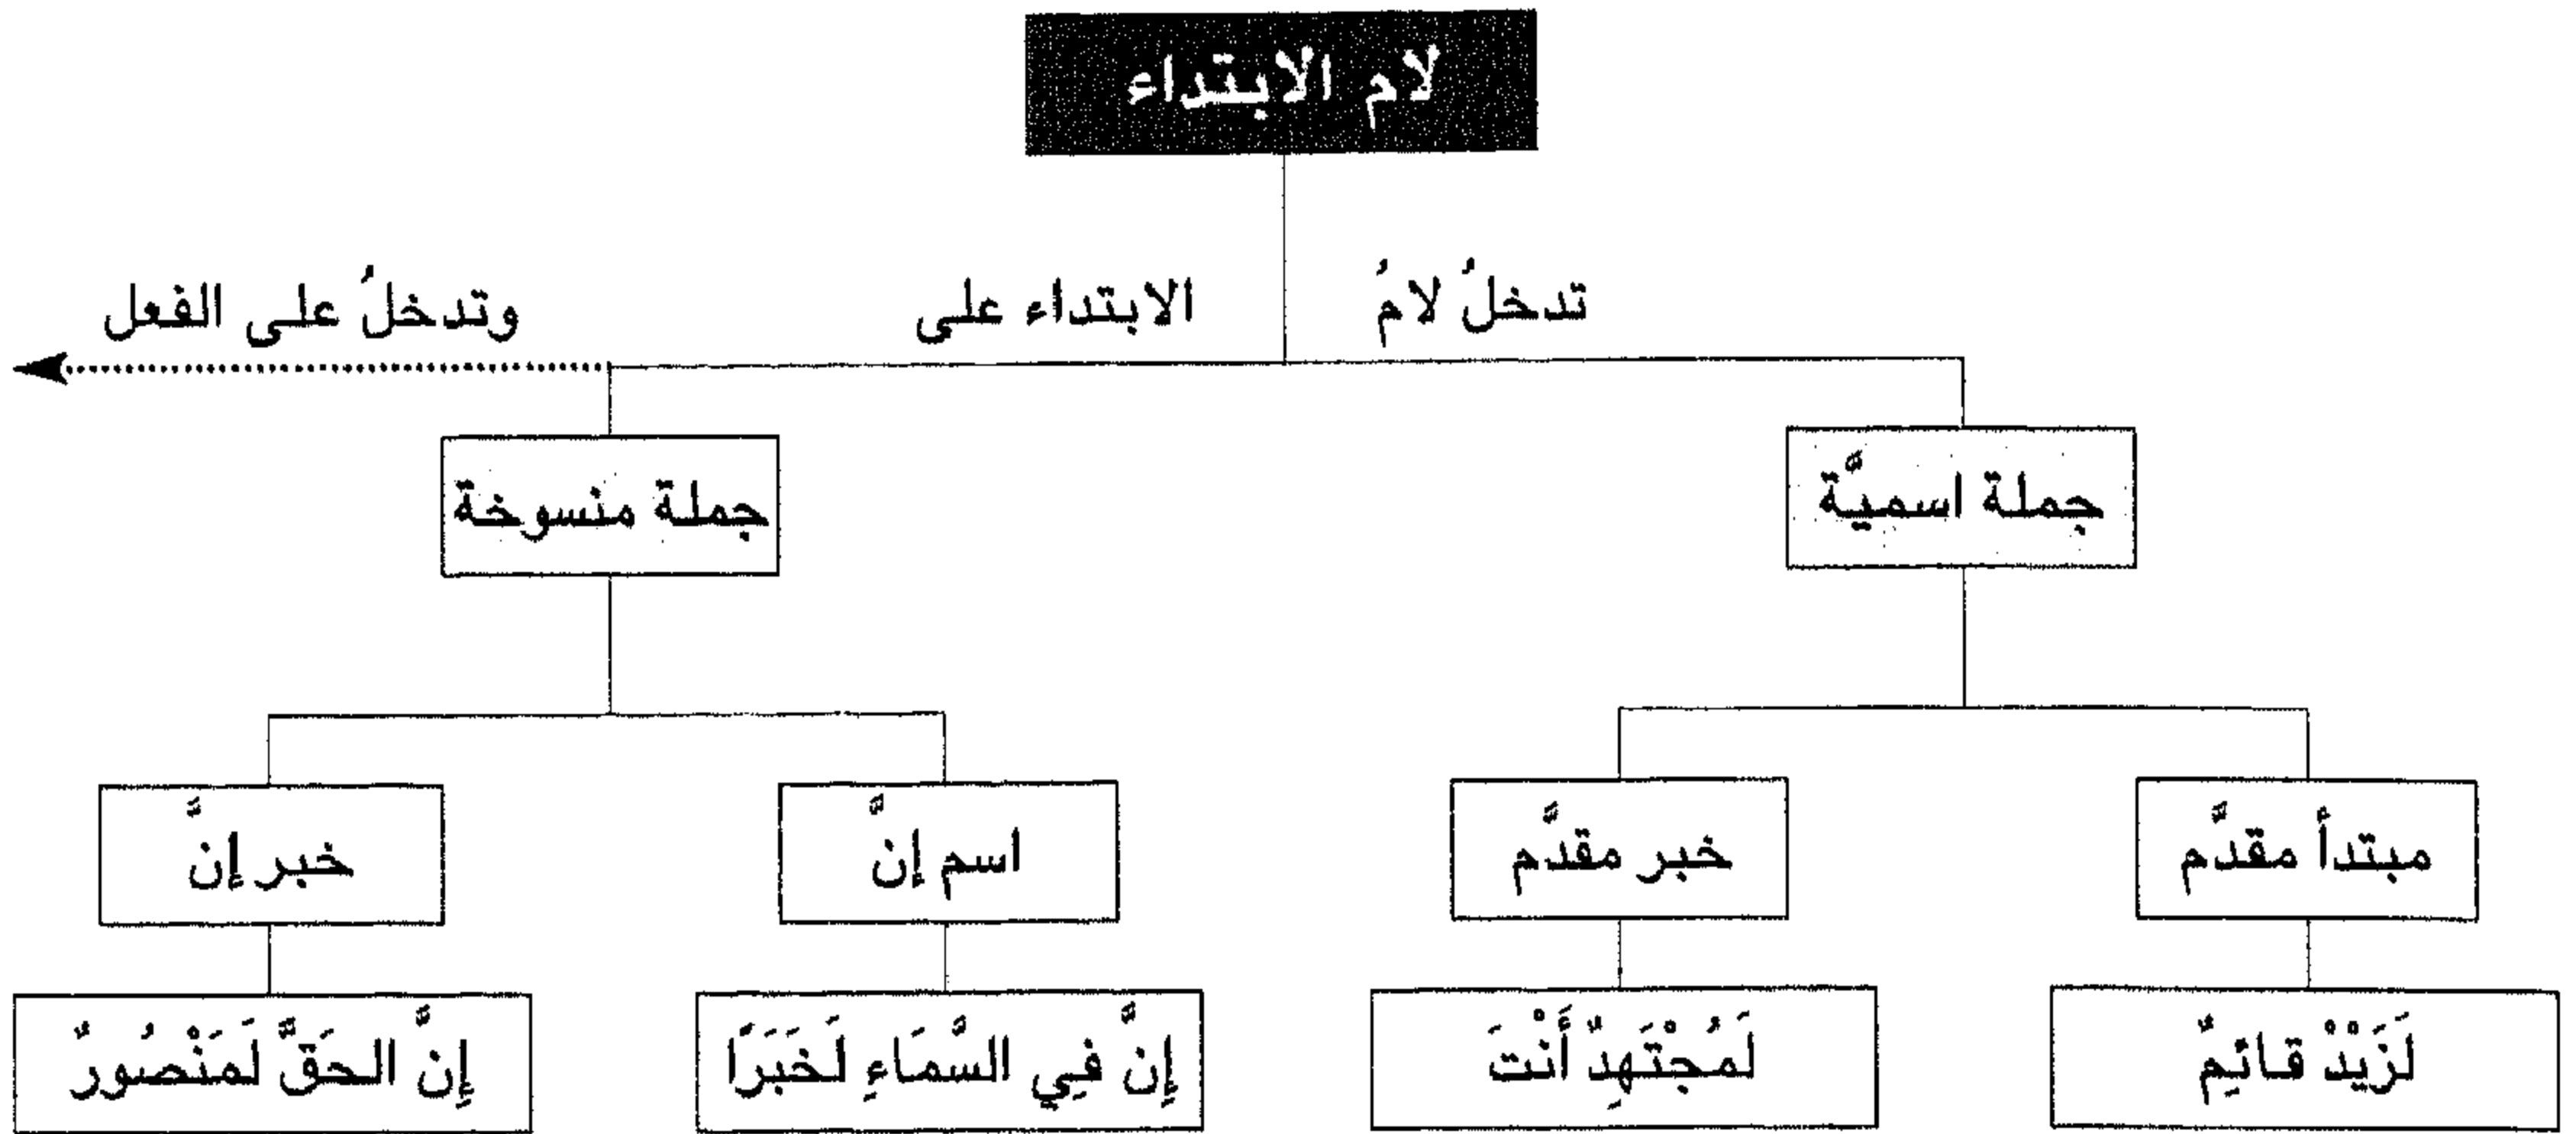 لام الابتداء
تدخلُ لامُ الابتداء على
وتدخلُ على الفعل
جملة اسميَّة
جملة منسوخة
مبتدأ مقدَّم
خبر مقدَّم
اسم إنَّ
خبر إنَّ
لَزَيْدْ قائِمٌ
لَمُجْتَهِدٌ أَنْتَ
إِنَّ فِي السَّمَاءِ لَخَبَرًا
إِنَّ الحَقَّ لَمَنْصُورٌ